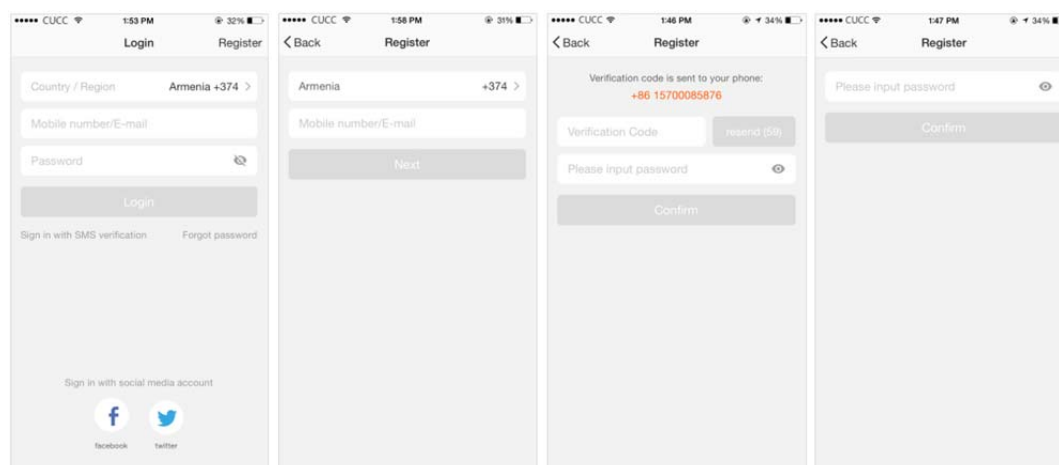 CUCC 1:53 PM 32%
Login Register
Country / Region Armenia +374 >
Mobile number/E-mail
Password
Login
Sign in with SMS verification Forgot password
Sign in with social media account
facebook twitter
CUCC 1:58 PM 31%
< Back Register
Armenia +374 >
Mobile number/E-mail
Next
CUCC 1:46 PM 34%
< Back Register
Verification code is sent to your phone:
+86 15700085876
Verification Code resend (59)
Please input password
Confirm
CUCC 1:47 PM 34%
< Back Register
Please input password
Confirm